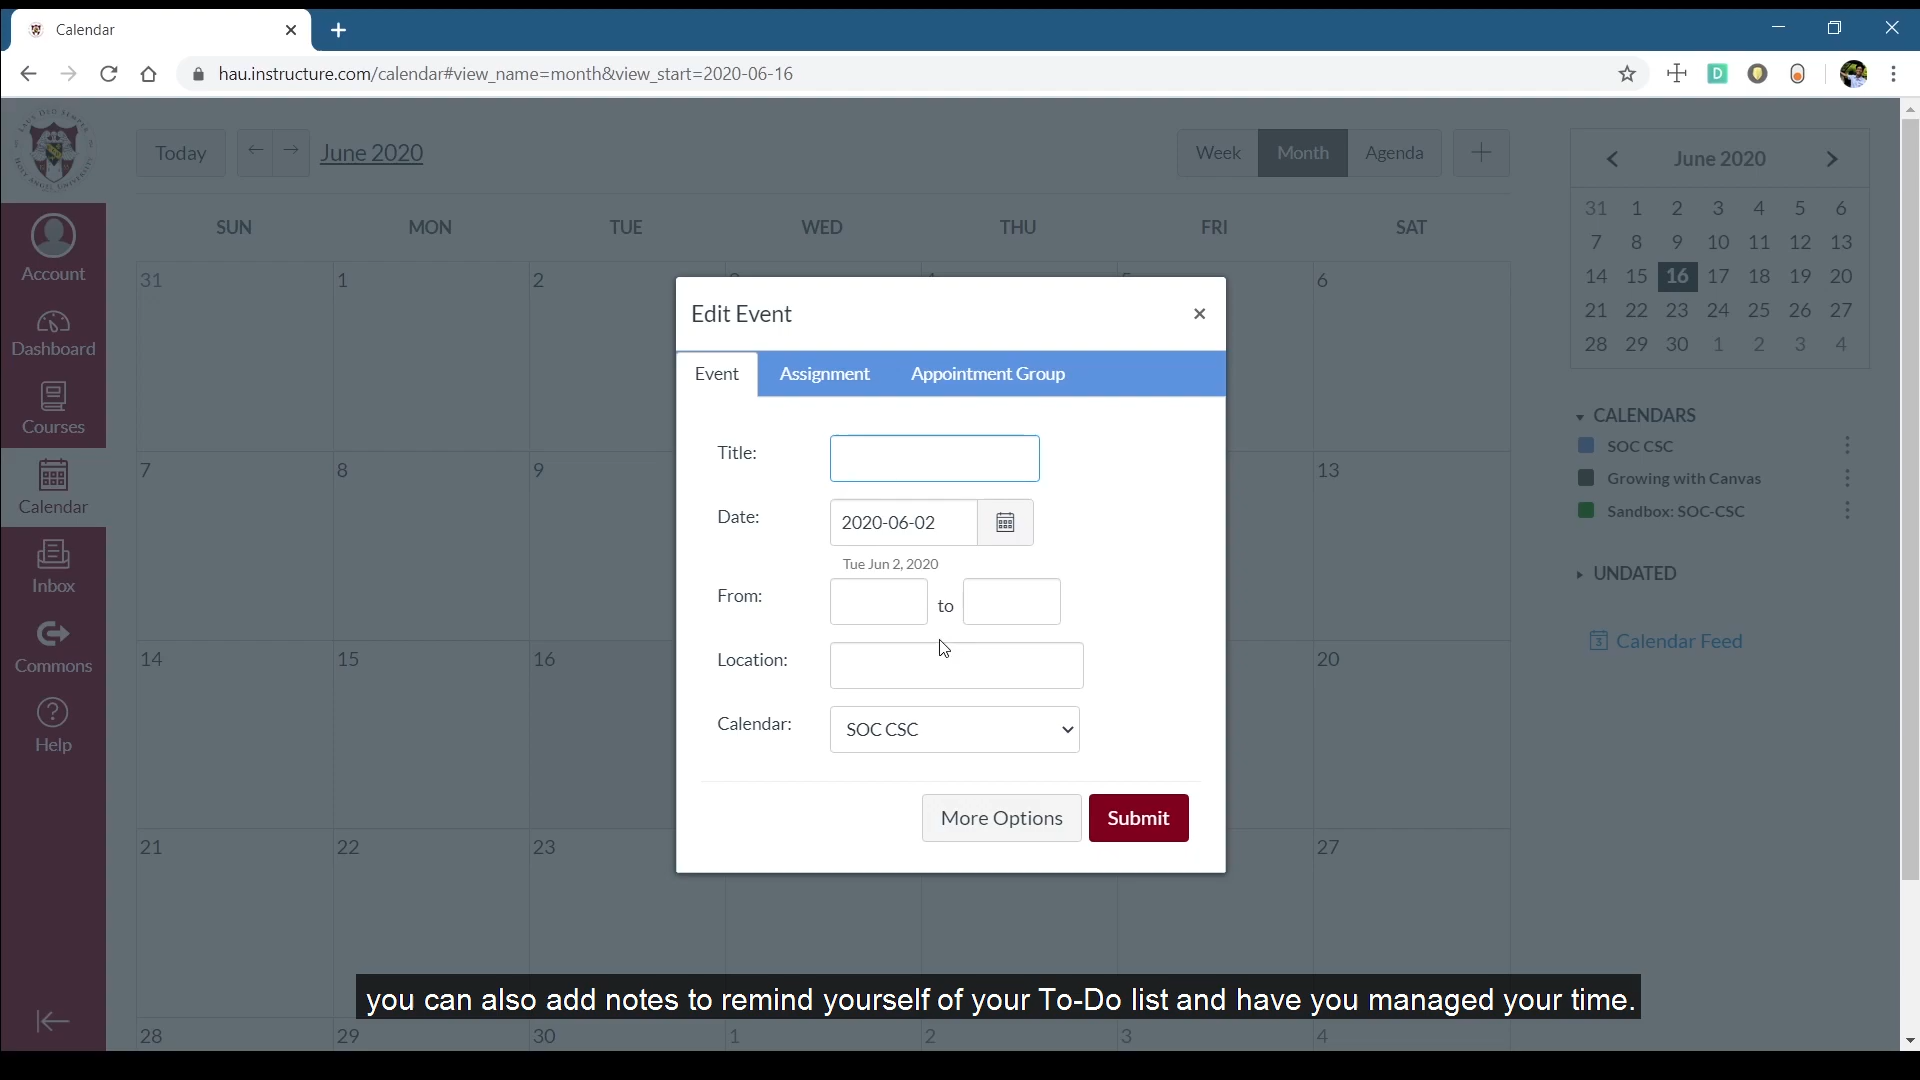 Calendar
hau.instructure.com/calendar#view_name=month&view_start=2020-06-16
Today
June 2020
Week
Month
Agenda
June 2020
SUN MON TUE WED THU FRI SAT
31 1 2 3 4 5 6
7 8 9 10 11 12 13
14 15 16 17 18 19 20
21 22 23 24 25 26 27
28 29 30 1 2 3 4
Account
Dashboard
Courses
Calendar
Inbox
Commons
Help
31 1 2 6
7 8 9 13
14 15 16 20
21 22 23 27
28 29 30 1 2 3 4
Edit Event
Event
Assignment
Appointment Group
Title:
Date:
2020-06-02
Tue Jun 2, 2020
From:
to
Location:
Calendar:
SOC CSC
More Options
Submit
CALENDARS
SOC CSC
Growing with Canvas
Sandbox: SOC-CSC
UNDATED
Calendar Feed
you can also add notes to remind yourself of your To-Do list and have you managed your time.